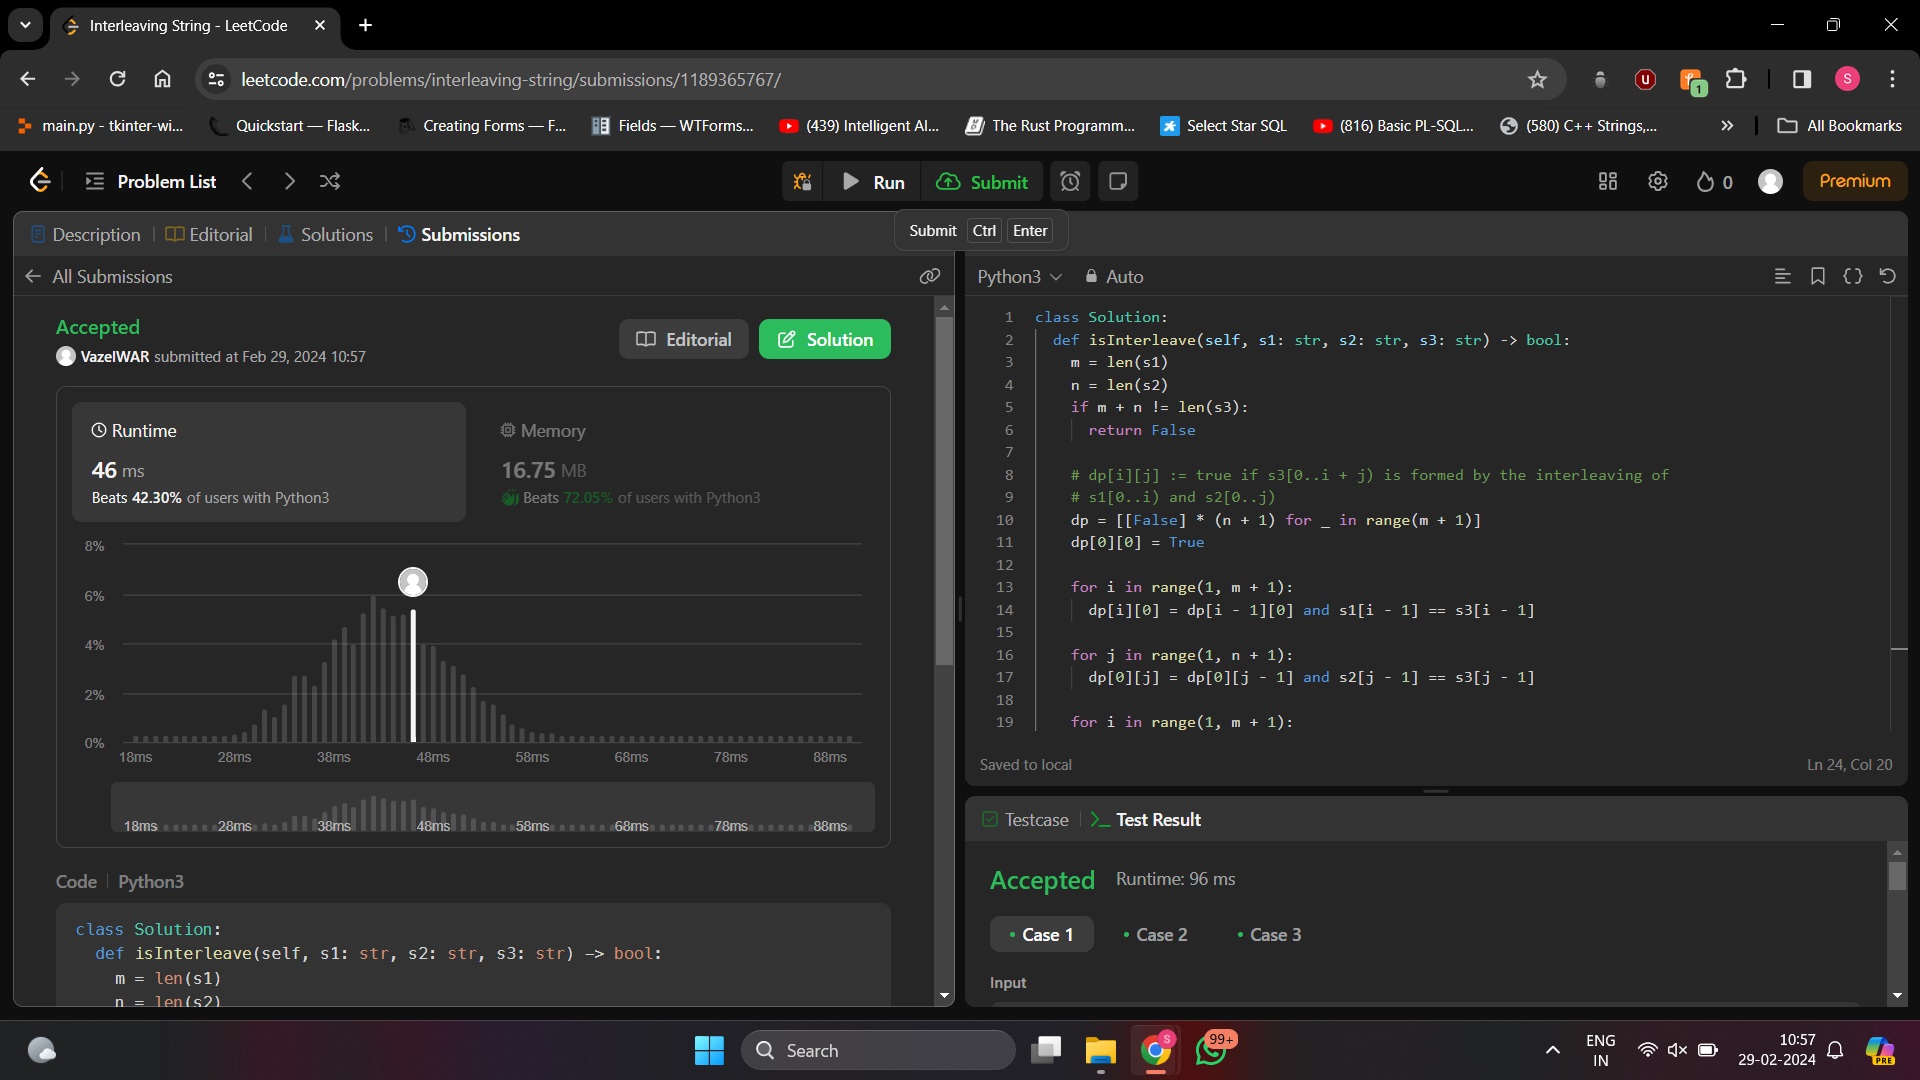 Interleaving String - LeetCode
leetcode.com/problems/interleaving-string/submissions/1189365767/
U
1
S
main.py - tkinter-wi...
Quickstart — Flask...
Creating Forms — F...
Fields — WTForms...
(439) Intelligent Al...
The Rust Programm...
Select Star SQL
(816) Basic PL-SQL...
(580) C++ Strings,...
All Bookmarks
Problem List
Run
Submit
0
Premium
Description
Editorial
Solutions
Submissions
Submit Ctrl Enter
All Submissions
Accepted
VazelWAR submitted at Feb 29, 2024 10:57
Editorial
Solution
Runtime
46 ms
Beats 42.30% of users with Python3
Memory
16.75 MB
Beats 72.05% of users with Python3
8%
6%
4%
2%
0%
18ms 28ms 38ms 48ms 58ms 68ms 78ms 88ms
18ms 28ms 38ms 48ms 58ms 68ms 78ms 88ms
Code Python3
class Solution:
def isInterleave(self, s1: str, s2: str, s3: str) -> bool:
m = len(s1)
n = len(s2)
Python3 Auto
1 class Solution:
2 def isInterleave(self, s1: str, s2: str, s3: str) -> bool:
3 m = len(s1)
4 n = len(s2)
5 if m + n != len(s3):
6 return False
7
8 # dp[i][j] := true if s3[0..i + j) is formed by the interleaving of
9 # s1[0..i) and s2[0..j)
10 dp = [[False] * (n + 1) for _ in range(m + 1)]
11 dp[0][0] = True
12
13 for i in range(1, m + 1):
14 dp[i][0] = dp[i - 1][0] and s1[i - 1] == s3[i - 1]
15
16 for j in range(1, n + 1):
17 dp[0][j] = dp[0][j - 1] and s2[j - 1] == s3[j - 1]
18
19 for i in range(1, m + 1):
Saved to local
Ln 24, Col 20
Testcase
Test Result
Accepted Runtime: 96 ms
Case 1 Case 2 Case 3
Input
Search
S
99+
ENG
IN
10:57
29-02-2024
PRE